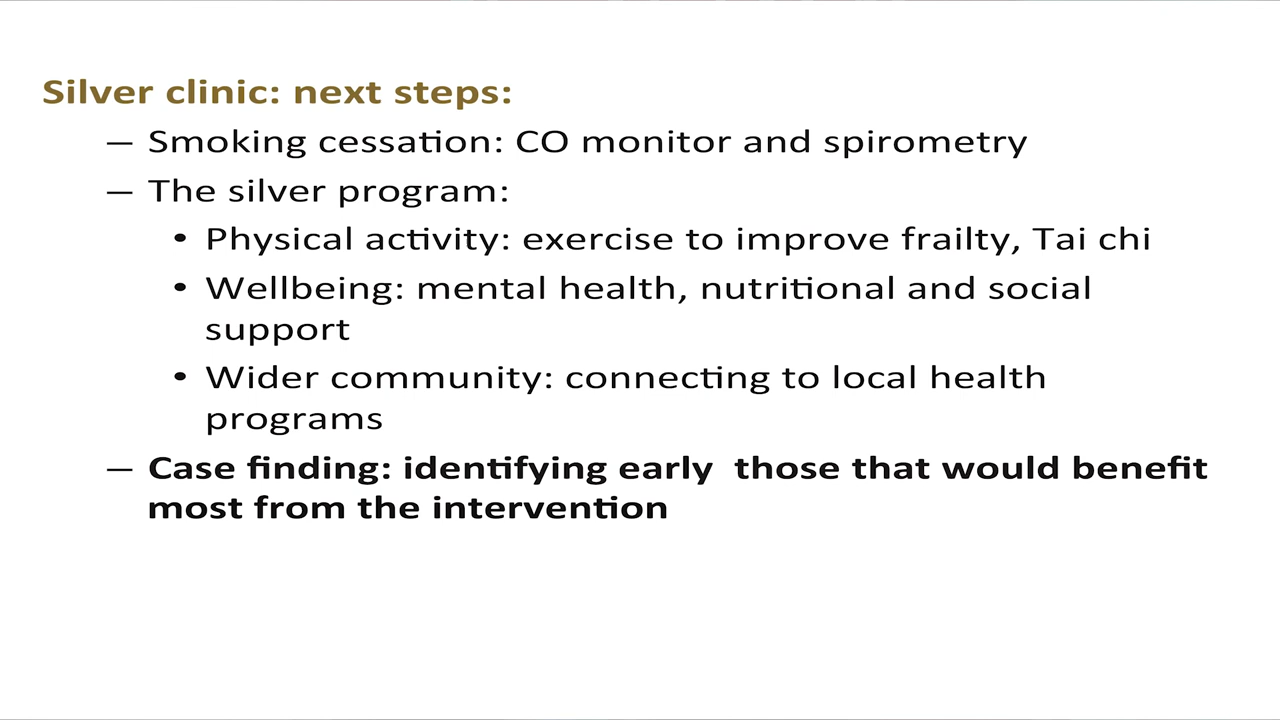 Silver clinic: next steps:
– Smoking cessation: CO monitor and spirometry
– The silver program:
• Physical activity: exercise to improve frailty, Tai chi
• Wellbeing: mental health, nutritional and social
support
• Wider community: connecting to local health
programs
– Case finding: identifying early  those that would benefit
most from the intervention